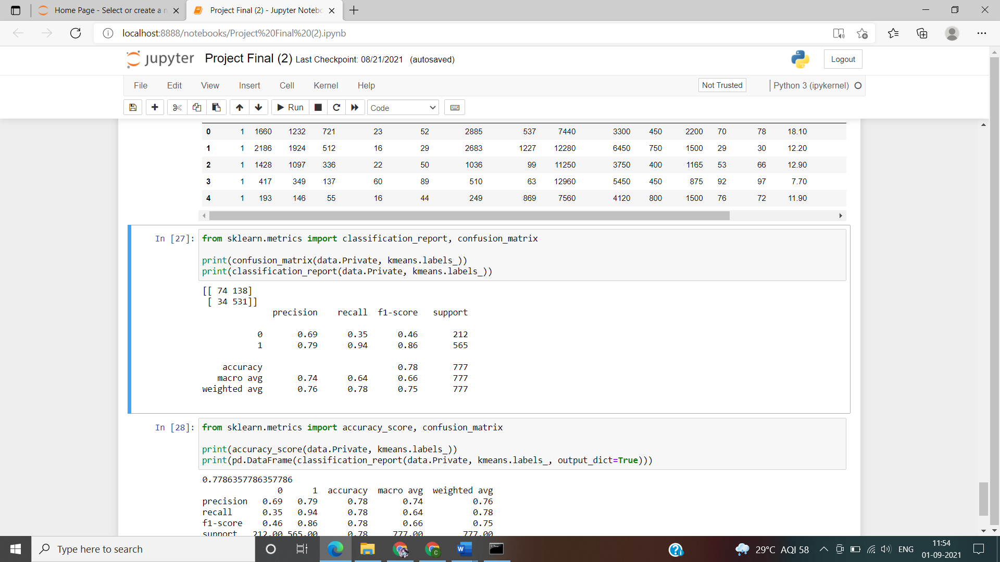 Home Page - Select or create a n
Project Final (2) - Jupyter Notebo
localhost:8888/notebooks/Project%20Final%20(2).ipynb
jupyter Project Final (2) Last Checkpoint: 08/21/2021 (autosaved)
Logout
File Edit View Insert Cell Kernel Help
Not Trusted
Python 3 (ipykernel)
Run
Code
0 1 1660 1232 721 23 52 2885 537 7440 3300 450 2200 70 78 18.10
1 1 2186 1924 512 16 29 2683 1227 12280 6450 750 1500 29 30 12.20
2 1 1428 1097 336 22 50 1036 99 11250 3750 400 1165 53 66 12.90
3 1 417 349 137 60 89 510 63 12960 5450 450 875 92 97 7.70
4 1 193 146 55 16 44 249 869 7560 4120 800 1500 76 72 11.90
In [27]: from sklearn.metrics import classification_report, confusion_matrix
print(confusion_matrix(data.Private, kmeans.labels_))
print(classification_report(data.Private, kmeans.labels_))
[[ 74 138]
[ 34 531]]
precision recall f1-score support
0 0.69 0.35 0.46 212
1 0.79 0.94 0.86 565
accuracy 0.78 777
macro avg 0.74 0.64 0.66 777
weighted avg 0.76 0.78 0.75 777
In [28]: from sklearn.metrics import accuracy_score, confusion_matrix
print(accuracy_score(data.Private, kmeans.labels_))
print(pd.DataFrame(classification_report(data.Private, kmeans.labels_, output_dict=True)))
0.7786357786357786
0 1 accuracy macro avg weighted avg
precision 0.69 0.79 0.78 0.74 0.76
recall 0.35 0.94 0.78 0.64 0.78
f1-score 0.46 0.86 0.78 0.66 0.75
support 212.00 565.00 0.78 777.00 777.00
Type here to search
29°C AQI 58
ENG
11:54
01-09-2021